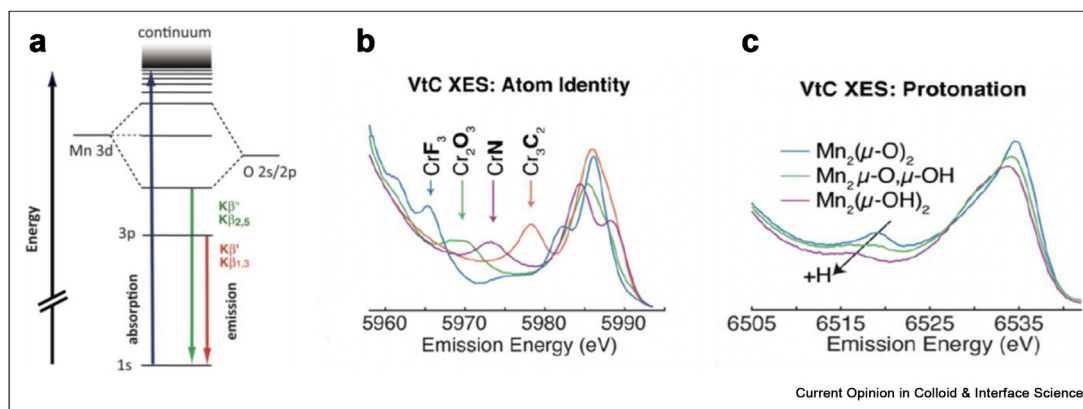 a
continuum
Mn 3d
O 2s/2p
Kβ"
Kβ2,5
Energy
3p
Kβ'
Kβ1,3
absorption
emission
1s
b
VtC XES: Atom Identity
CrF3
Cr2O3
CrN
Cr3C2
5960 5970 5980 5990
Emission Energy (eV)
c
VtC XES: Protonation
Mn2(μ-O)2
Mn2 μ-O,μ-OH
Mn2(μ-OH)2
+H
6505 6515 6525 6535
Emission Energy (eV)
Current Opinion in Colloid & Interface Science